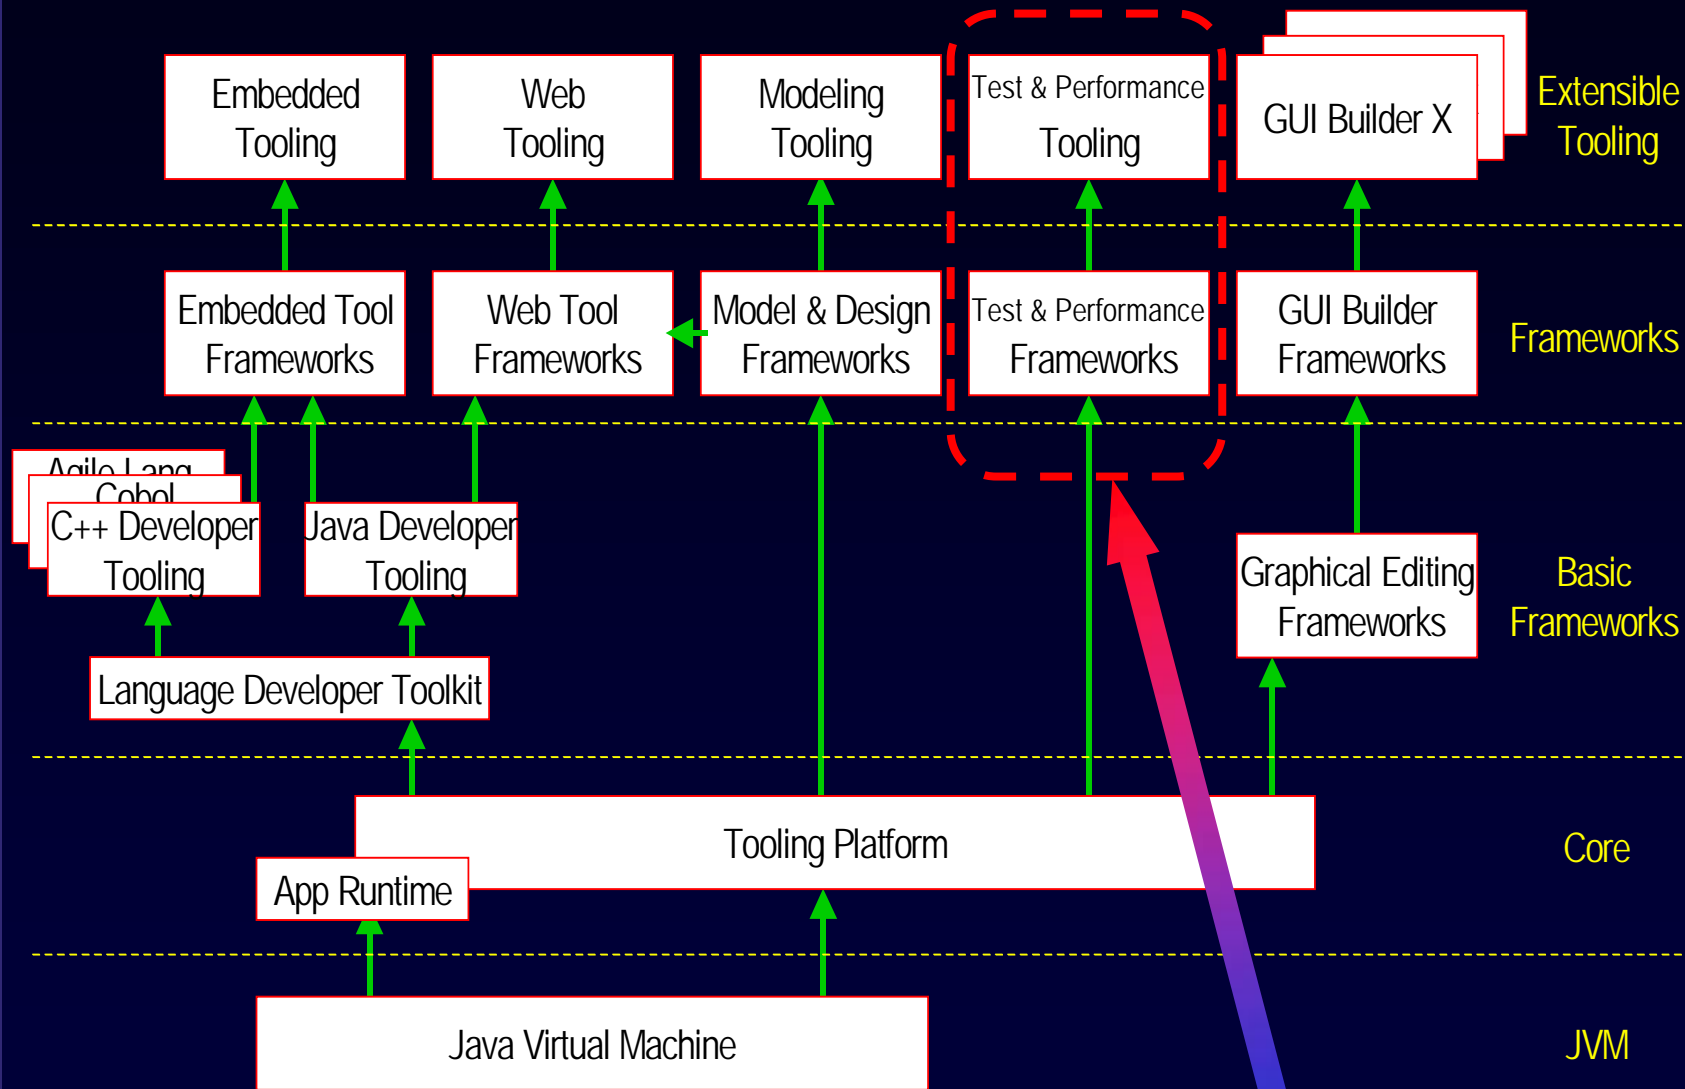 Embedded
Tooling
Web
Tooling
Modeling
Tooling
Test & Performance
Tooling
GUI Builder X
Extensible
Tooling
Embedded Tool
Frameworks
Web Tool
Frameworks
Model & Design
Frameworks
Test & Performance
Frameworks
GUI Builder
Frameworks
Frameworks
Agile Lang
Cobol
C++ Developer
Tooling
Java Developer
Tooling
Graphical Editing
Frameworks
Basic
Frameworks
Language Developer Toolkit
Tooling Platform
Core
App Runtime
Java Virtual Machine
JVM